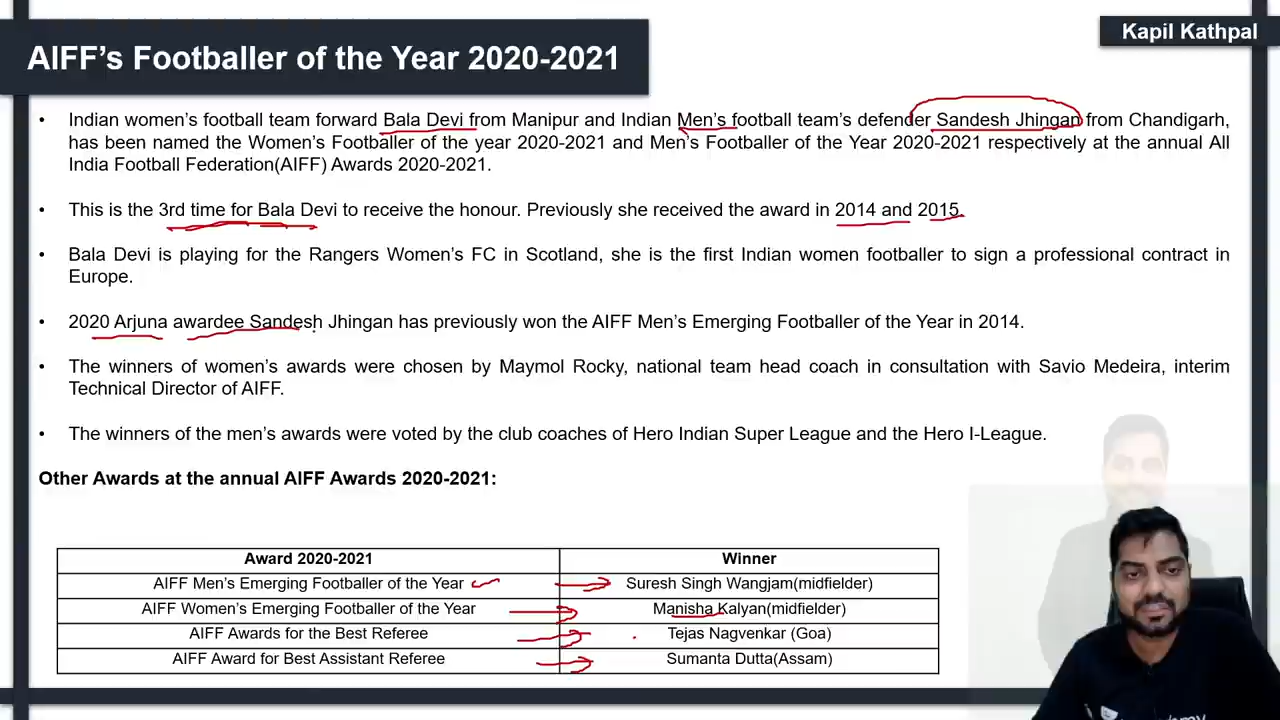 Kapil Kathpal
AIFF's Footballer of the Year 2020-2021
• Indian women's football team forward Bala Devi from Manipur and Indian Men's football team's defender Sandesh Jhingan from Chandigarh,
has been named the Women's Footballer of the year 2020-2021 and Men's Footballer of the Year 2020-2021 respectively at the annual All
India Football Federation(AIFF) Awards 2020-2021.
• This is the 3rd time for Bala Devi to receive the honour. Previously she received the award in 2014 and 2015.
• Bala Devi is playing for the Rangers Women's FC in Scotland, she is the first Indian women footballer to sign a professional contract in
Europe.
• 2020 Arjuna awardee Sandesh Jhingan has previously won the AIFF Men's Emerging Footballer of the Year in 2014.
• The winners of women's awards were chosen by Maymol Rocky, national team head coach in consultation with Savio Medeira, interim
Technical Director of AIFF.
• The winners of the men's awards were voted by the club coaches of Hero Indian Super League and the Hero I-League.
Other Awards at the annual AIFF Awards 2020-2021:
Award 2020-2021 Winner
AIFF Men's Emerging Footballer of the Year Suresh Singh Wangjam(midfielder)
AIFF Women's Emerging Footballer of the Year Manisha Kalyan(midfielder)
AIFF Awards for the Best Referee Tejas Nagvenkar (Goa)
AIFF Award for Best Assistant Referee Sumanta Dutta(Assam)